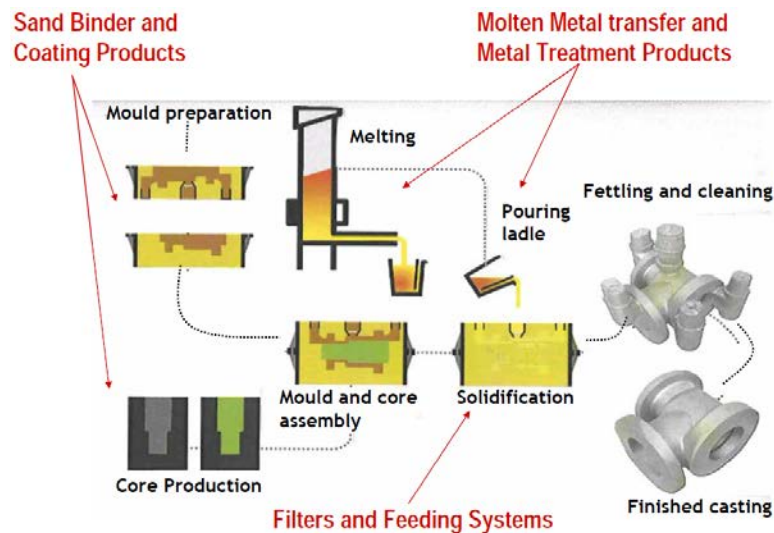 Sand Binder and
Coating Products
Molten Metal transfer and
Metal Treatment Products
Mould preparation
Melting
Pouring
ladle
Fettling and cleaning
Mould and core
assembly
Solidification
Core Production
Finished casting
Filters and Feeding Systems